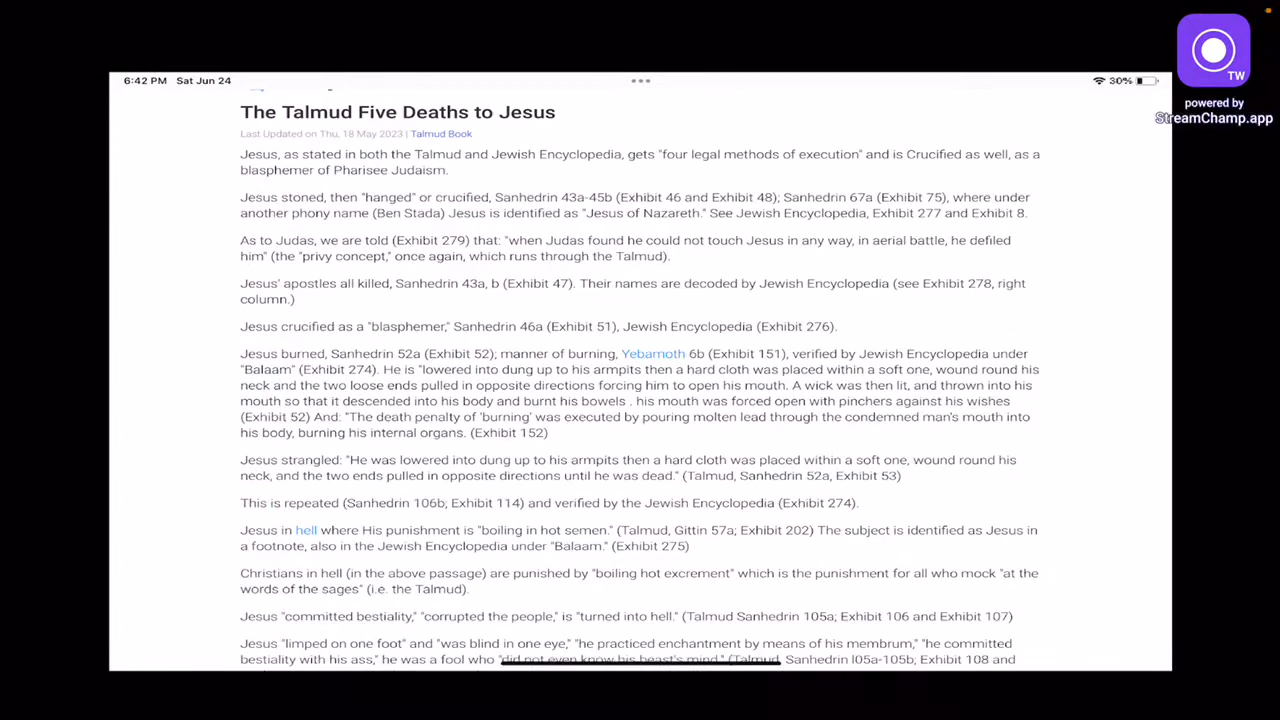 6:42 PM Sat Jun 24
30%
TW
powered by
StreamChamp.app
The Talmud Five Deaths to Jesus
Last Updated on Thu, 18 May 2023 | Talmud Book
Jesus, as stated in both the Talmud and Jewish Encyclopedia, gets "four legal methods of execution" and is Crucified as well, as a
blasphemer of Pharisee Judaism.
Jesus stoned, then "hanged" or crucified, Sanhedrin 43a-45b (Exhibit 46 and Exhibit 48); Sanhedrin 67a (Exhibit 75), where under
another phony name (Ben Stada) Jesus is identified as "Jesus of Nazareth." See Jewish Encyclopedia, Exhibit 277 and Exhibit 8.
As to Judas, we are told (Exhibit 279) that: "when Judas found he could not touch Jesus in any way, in aerial battle, he defiled
him" (the "privy concept," once again, which runs through the Talmud).
Jesus' apostles all killed, Sanhedrin 43a, b (Exhibit 47). Their names are decoded by Jewish Encyclopedia (see Exhibit 278, right
column.)
Jesus crucified as a "blasphemer," Sanhedrin 46a (Exhibit 51), Jewish Encyclopedia (Exhibit 276).
Jesus burned, Sanhedrin 52a (Exhibit 52); manner of burning, Yebamoth 6b (Exhibit 151), verified by Jewish Encyclopedia under
"Balaam" (Exhibit 274). He is "lowered into dung up to his armpits then a hard cloth was placed within a soft one, wound round his
neck and the two loose ends pulled in opposite directions forcing him to open his mouth. A wick was then lit, and thrown into his
mouth so that it descended into his body and burnt his bowels . his mouth was forced open with pinchers against his wishes
(Exhibit 52) And: "The death penalty of 'burning' was executed by pouring molten lead through the condemned man's mouth into
his body, burning his internal organs. (Exhibit 152)
Jesus strangled: "He was lowered into dung up to his armpits then a hard cloth was placed within a soft one, wound round his
neck, and the two ends pulled in opposite directions until he was dead." (Talmud, Sanhedrin 52a, Exhibit 53)
This is repeated (Sanhedrin 106b; Exhibit 114) and verified by the Jewish Encyclopedia (Exhibit 274).
Jesus in hell where His punishment is "boiling in hot semen." (Talmud, Gittin 57a; Exhibit 202) The subject is identified as Jesus in
a footnote, also in the Jewish Encyclopedia under "Balaam." (Exhibit 275)
Christians in hell (in the above passage) are punished by "boiling hot excrement" which is the punishment for all who mock "at the
words of the sages" (i.e. the Talmud).
Jesus "committed bestiality," "corrupted the people," is "turned into hell." (Talmud Sanhedrin 105a; Exhibit 106 and Exhibit 107)
Jesus "limped on one foot" and "was blind in one eye," "he practiced enchantment by means of his membrum," "he committed
bestiality with his ass," he was a fool who "did not even know his beast's mind." (Talmud, Sanhedrin l05a-105b; Exhibit 108 and